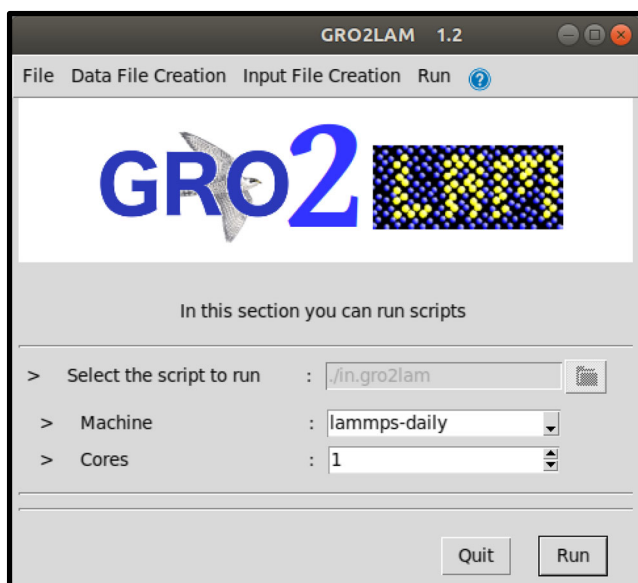 GRO2LAM 1.2
File Data File Creation Input File Creation Run ?
GRO2 LAM
In this section you can run scripts
> Select the script to run : ./in.gro2lam
> Machine : lammps-daily
> Cores : 1
Quit Run